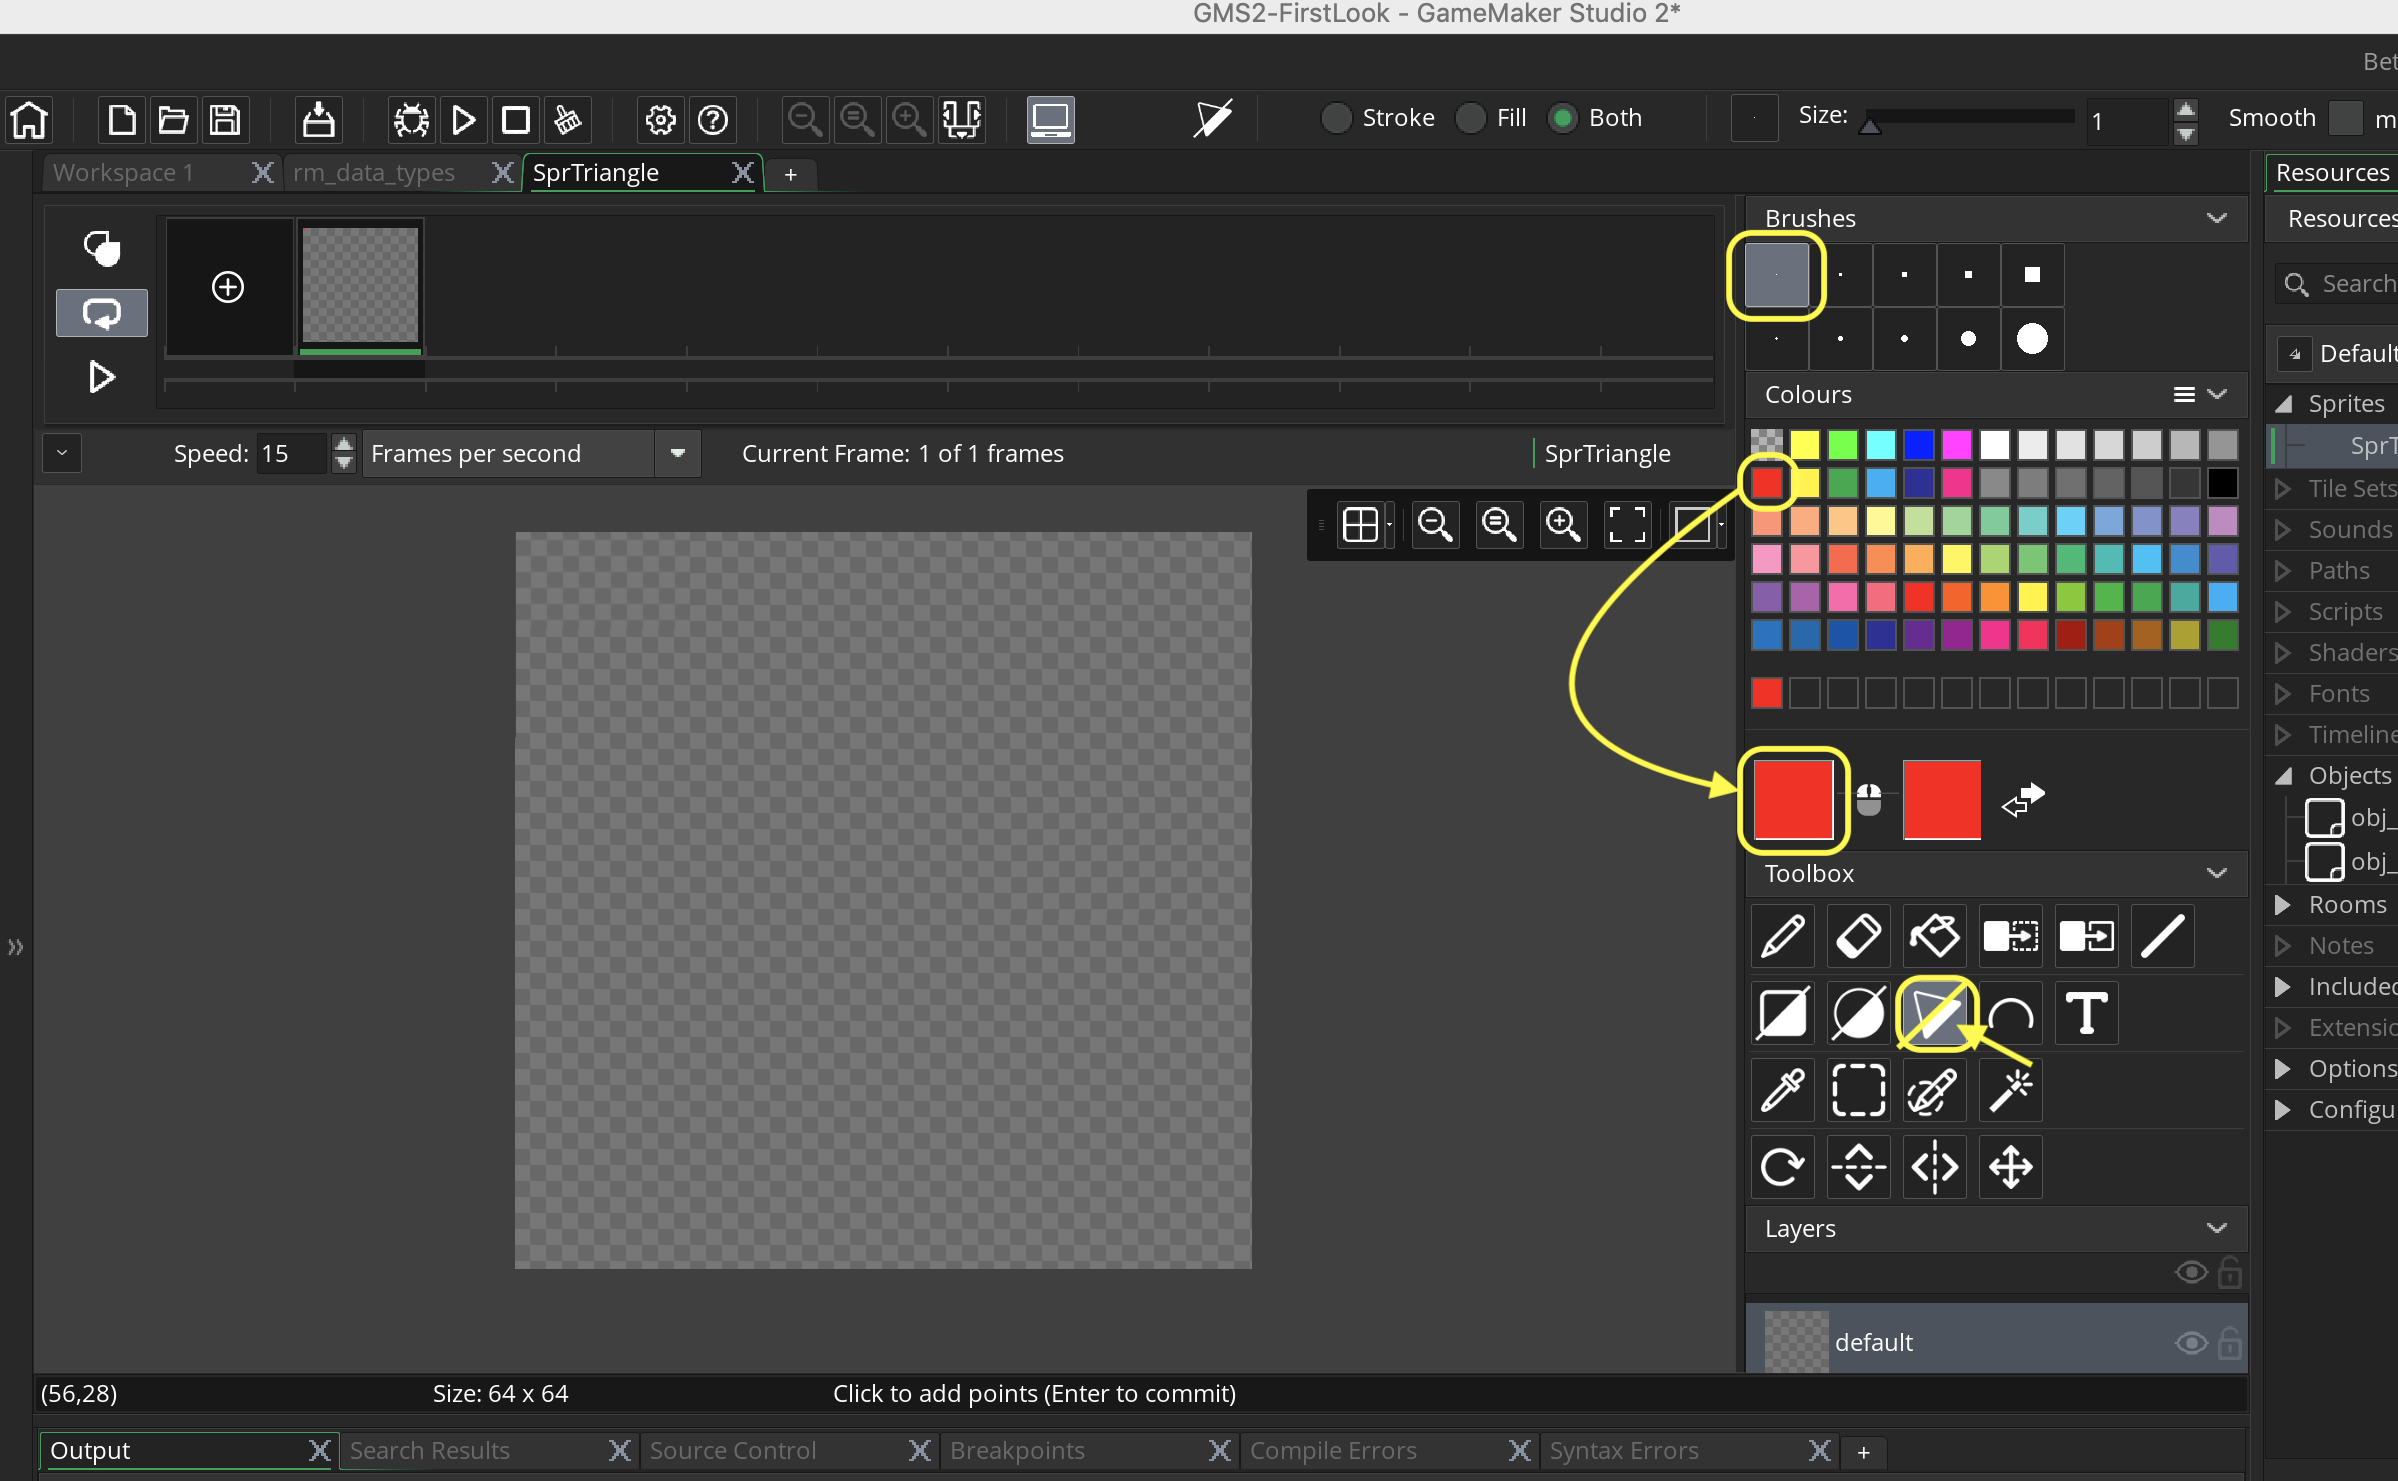 GMS2-FirstLook - GameMaker Studio 2*
Bet
Stroke Fill Both Size: 1 Smooth m
Workspace 1 rm_data_types SprTriangle + Resources
Brushes Resources
Search
Default
Colours Sprites
SprT
Speed: 15 Frames per second Current Frame: 1 of 1 frames SprTriangle
Tile Sets
Sounds
Paths
Scripts
Shaders
Fonts
Timeline
Objects
obj_
obj_
Toolbox
Rooms
Notes
Included
Extensio
Options
Configu
T
Layers
default
(56,28) Size: 64 x 64 Click to add points (Enter to commit)
Output Search Results Source Control Breakpoints Compile Errors Syntax Errors +